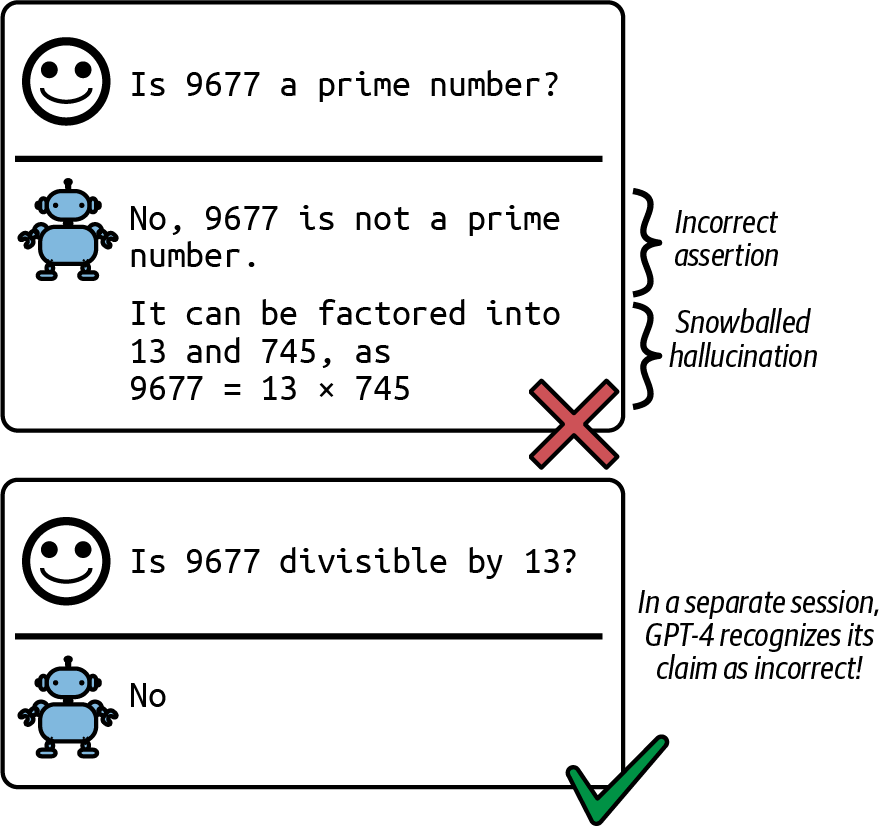 Is 9677 a prime number?
No, 9677 is not a prime
number.
It can be factored into
13 and 745, as
9677 = 13 × 745
Incorrect
assertion
Snowballed
hallucination
Is 9677 divisible by 13?
No
In a separate session,
GPT-4 recognizes its
claim as incorrect!